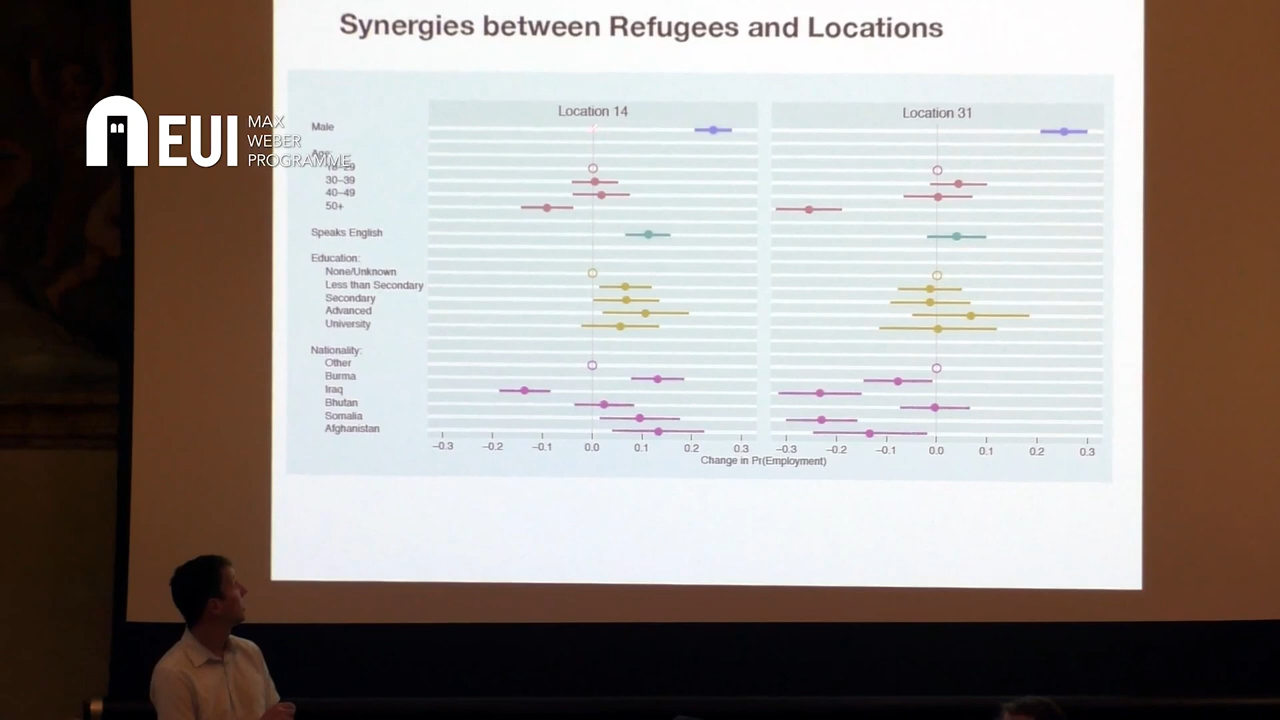 Synergies between Refugees and Locations
EUI MAX WEBER PROGRAMME
Location 14
Location 31
Male
Age:
18–29
30–39
40–49
50+
Speaks English
Education:
None/Unknown
Less than Secondary
Secondary
Advanced
University
Nationality:
Other
Burma
Iraq
Bhutan
Somalia
Afghanistan
−0.3 −0.2 −0.1 0.0 0.1 0.2 0.3
−0.3 −0.2 −0.1 0.0 0.1 0.2 0.3
Change in Pr(Employment)